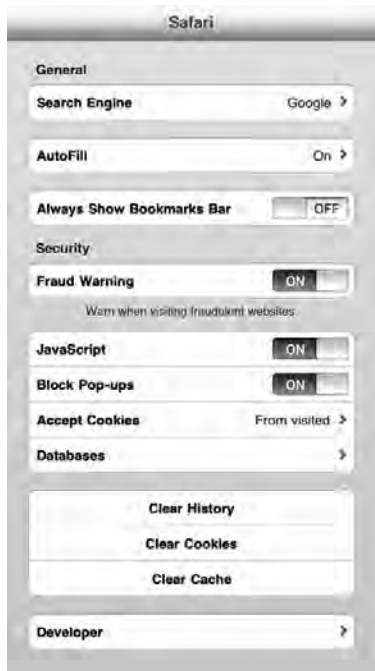 Safari
General
Search Engine Google >
AutoFill On >
Always Show Bookmarks Bar OFF
Security
Fraud Warning ON
Warn when visiting fraudulent websites.
JavaScript ON
Block Pop-ups ON
Accept Cookies From visited >
Databases >
Clear History
Clear Cookies
Clear Cache
Developer >